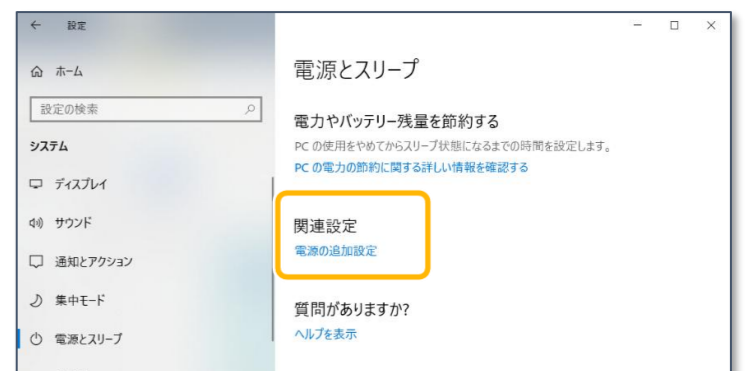 設定
ホーム
設定の検索
システム
ディスプレイ
サウンド
通知とアクション
集中モード
電源とスリープ
電源とスリープ
電力やバッテリー残量を節約する
PC の使用をやめてからスリープ状態になるまでの時間を設定します。
PC の電力の節約に関する詳しい情報を確認する
関連設定
電源の追加設定
質問がありますか?
ヘルプを表示